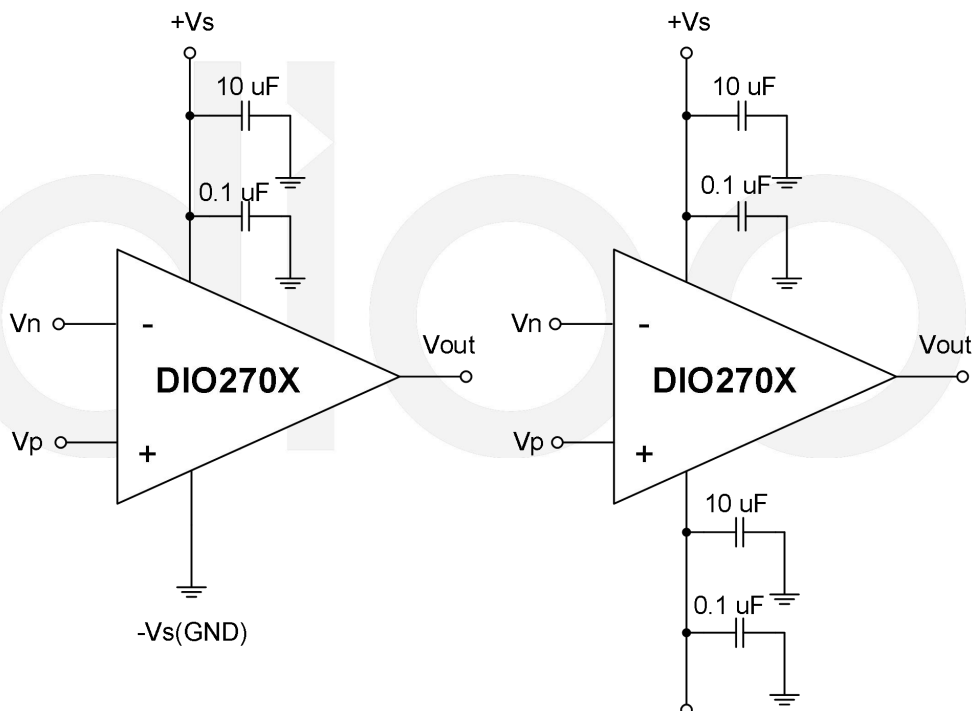 +Vs
10 uF
0.1 uF
Vn
-
DIO270X
Vout
Vp
+
-Vs(GND)
+Vs
10 uF
0.1 uF
Vn
-
DIO270X
Vout
Vp
+
10 uF
0.1 uF
dioo